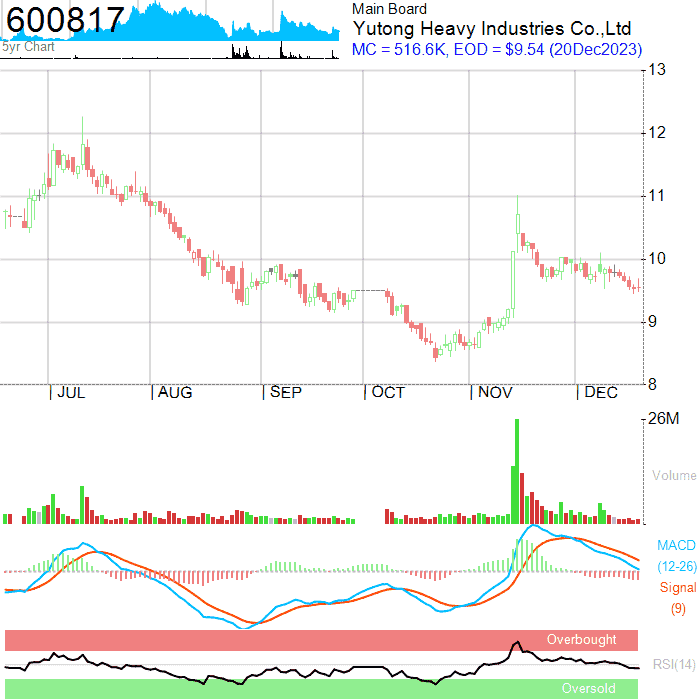 600817
5yr Chart
Main Board
Yutong Heavy Industries Co.,Ltd
MC = 516.6K, EOD = $9.54 (20Dec2023)
13
12
11
10
9
8
JUL AUG SEP OCT NOV DEC
26M
Volume
MACD
(12-26)
Signal
(9)
Overbought
RSI(14)
Oversold